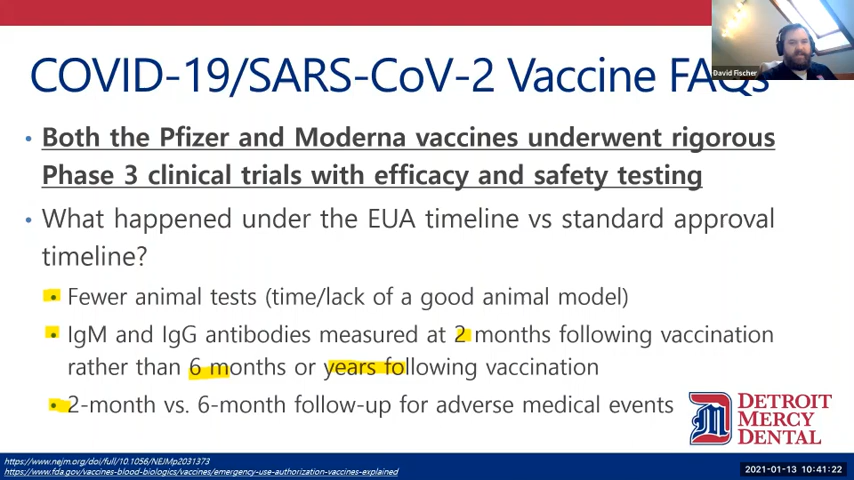 COVID-19/SARS-CoV-2 Vaccine FAQs
David Fischer
• Both the Pfizer and Moderna vaccines underwent rigorous
Phase 3 clinical trials with efficacy and safety testing
• What happened under the EUA timeline vs standard approval
timeline?
• Fewer animal tests (time/lack of a good animal model)
• IgM and IgG antibodies measured at 2 months following vaccination
rather than 6 months or years following vaccination
• 2-month vs. 6-month follow-up for adverse medical events
DETROIT
MERCY
DENTAL
https://www.nejm.org/doi/full/10.1056/NEJMp2031373
https://www.fda.gov/vaccines-blood-biologics/vaccines/emergency-use-authorization-vaccines-explained
2021-01-13 10:41:22